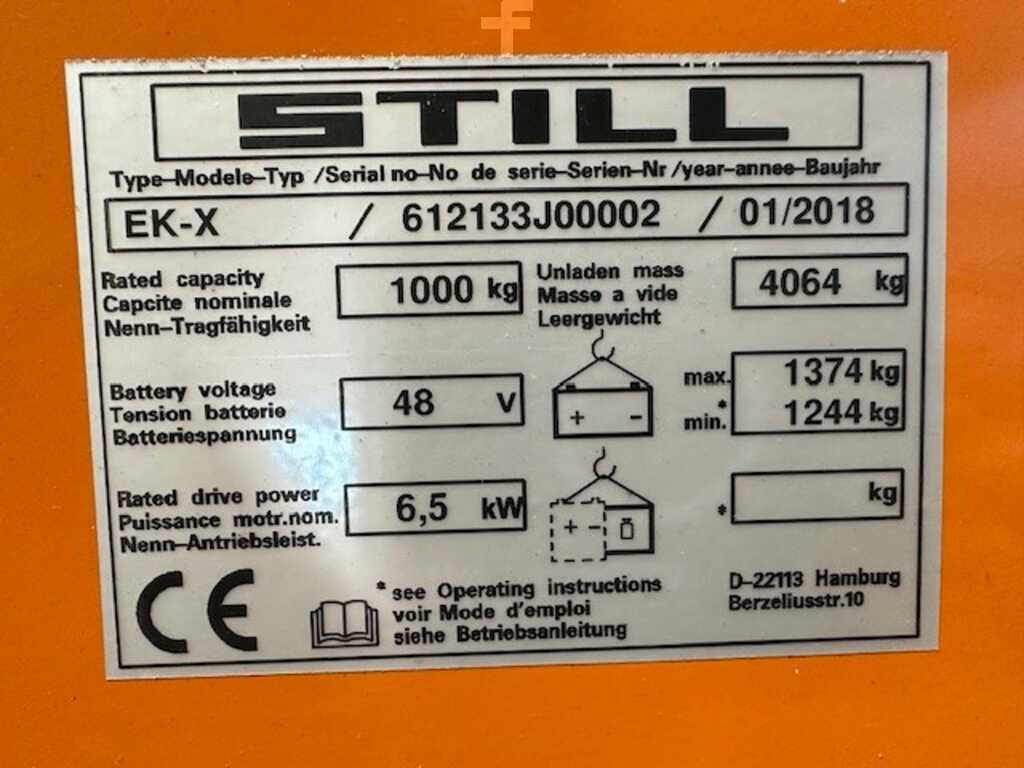 f
STILL
Type-Modele-Typ /Serial no-No de serie-Serien-Nr /year-annee-Baujahr
EK-X / 612133J00002 / 01/2018
Rated capacity
Capcite nominale
Nenn-Tragfähigkeit
1000 kg
Unladen mass
Masse a vide
Leergewicht
4064 kg
Battery voltage
Tension batterie
Batteriespannung
48 V
+ -
max. 1374 kg
* min. 1244 kg
Rated drive power
Puissance motr.nom.
Nenn-Antriebsleist.
6,5 kW
+ -
* kg
CE
* see Operating instructions
voir Mode d'emploi
siehe Betriebsanleitung
D-22113 Hamburg
Berzeliusstr.10